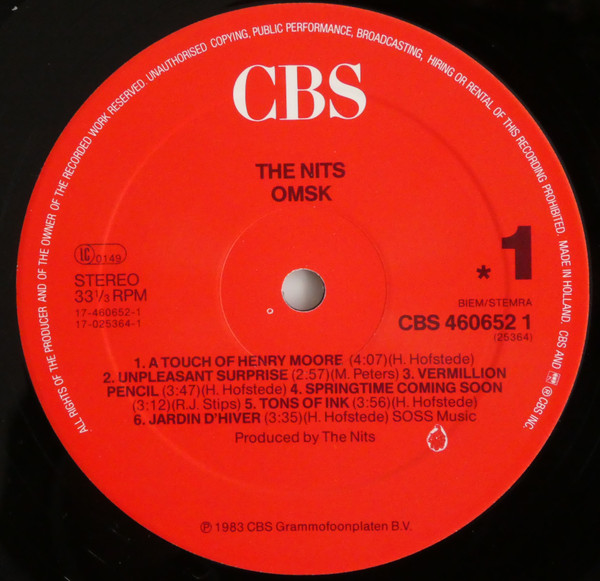 ALL RIGHTS OF THE PRODUCER AND OF THE OWNER OF THE RECORDED WORK RESERVED. UNAUTHORISED COPYING, PUBLIC PERFORMANCE, BROADCASTING, HIRING OR RENTAL OF THIS RECORDING PROHIBITED. MADE IN HOLLAND. CBS AND ® CBS INC.
CBS
THE NITS
OMSK
LC 0149
STEREO
33⅓ RPM
17-460652-1
17-025364-1
* 1
BIEM/STEMRA
CBS 460652 1
(25364)
1. A TOUCH OF HENRY MOORE (4:07)(H. Hofstede)
2. UNPLEASANT SURPRISE (2.57)(M. Peters) 3. VERMILLION
PENCIL (3:47)(H. Hofstede) 4. SPRINGTIME COMING SOON
(3:12)(R.J. Stips) 5. TONS OF INK (3:56)(H. Hofstede)
6. JARDIN D'HIVER (3:35)(H. Hofstede) SOSS Music
Produced by The Nits
℗ 1983 CBS Grammofoonplaten B.V.